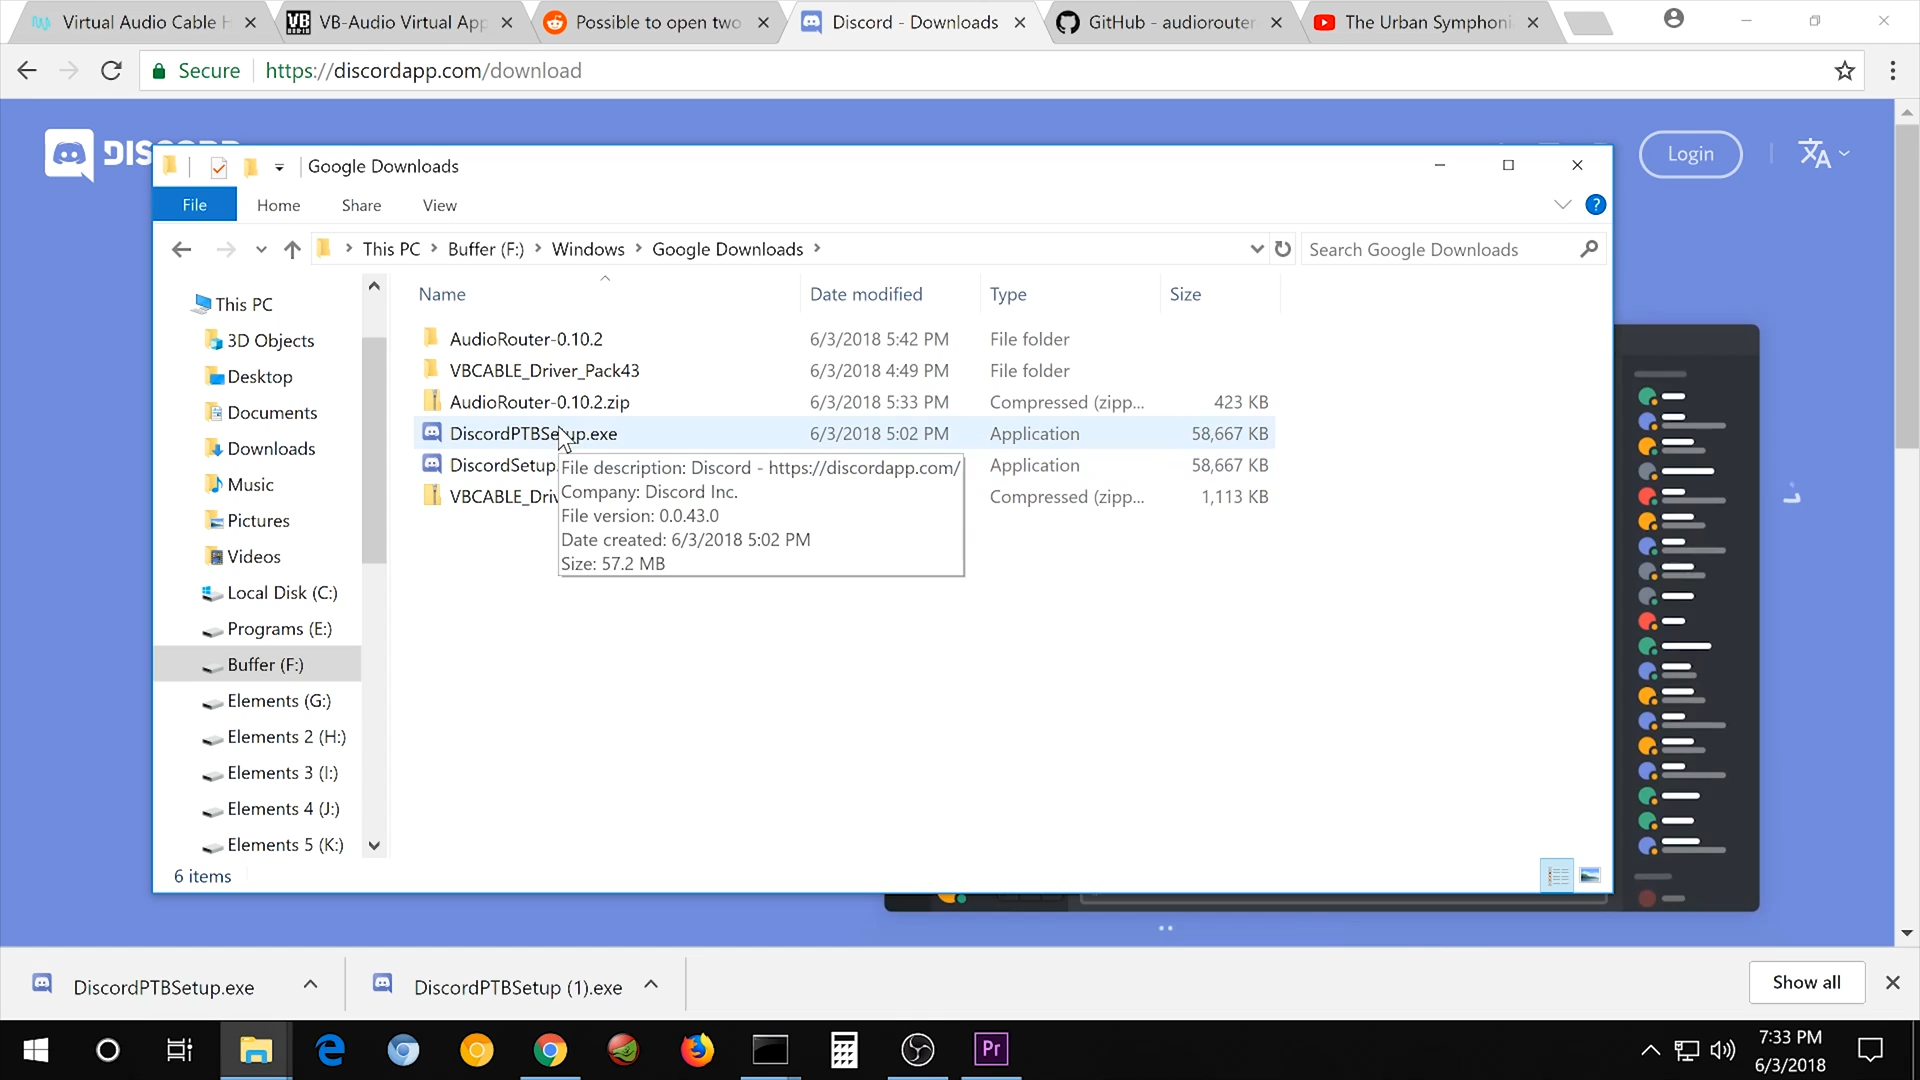 Virtual Audio Cable
VB-Audio Virtual App
Possible to open two
Discord - Downloads
GitHub - audiorouter
The Urban Symphoni
Secure
https://discordapp.com/download
DISCORD
Login
Google Downloads
File
Home
Share
View
This PC > Buffer (F:) > Windows > Google Downloads >
Search Google Downloads
Name
Date modified
Type
Size
This PC
3D Objects
Desktop
Documents
Downloads
Music
Pictures
Videos
Local Disk (C:)
Programs (E:)
Buffer (F:)
Elements (G:)
Elements 2 (H:)
Elements 3 (I:)
Elements 4 (J:)
Elements 5 (K:)
AudioRouter-0.10.2 6/3/2018 5:42 PM File folder
VBCABLE_Driver_Pack43 6/3/2018 4:49 PM File folder
AudioRouter-0.10.2.zip 6/3/2018 5:33 PM Compressed (zipp... 423 KB
DiscordPTBSetup.exe 6/3/2018 5:02 PM Application 58,667 KB
DiscordSetup. Application 58,667 KB
VBCABLE_Driv Compressed (zipp... 1,113 KB
File description: Discord - https://discordapp.com/
Company: Discord Inc.
File version: 0.0.43.0
Date created: 6/3/2018 5:02 PM
Size: 57.2 MB
6 items
DiscordPTBSetup.exe
DiscordPTBSetup (1).exe
Show all
Pr
7:33 PM
6/3/2018